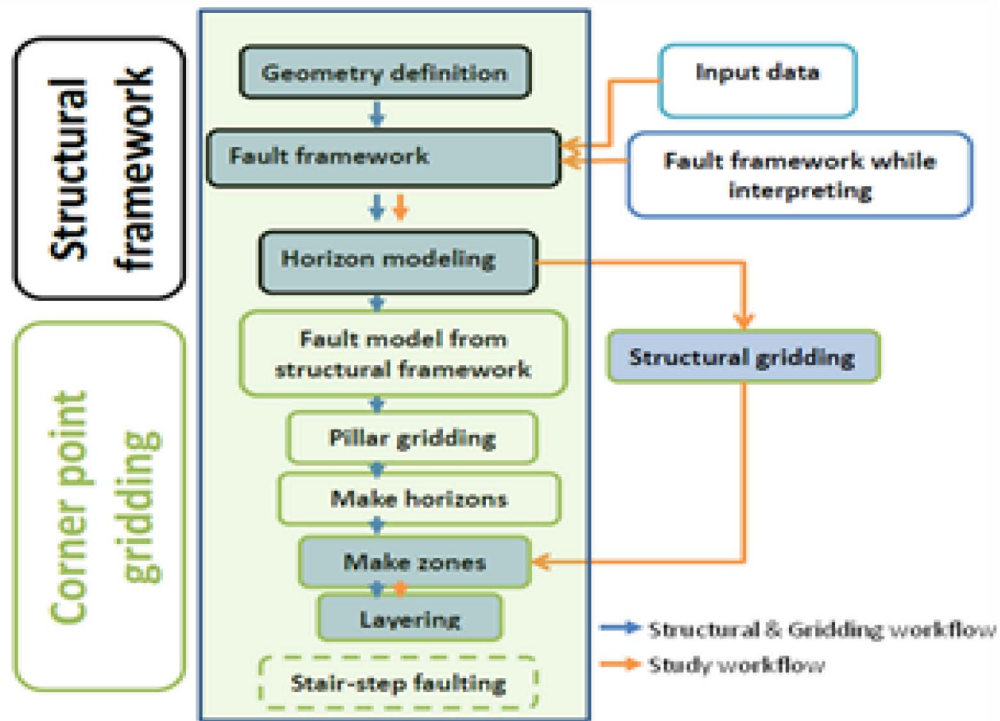 Structural
framework
Corner point
gridding
Geometry definition
Fault framework
Horizon modeling
Fault model from
structural framework
Pillar gridding
Make horizons
Make zones
Layering
Stair-step faulting
Input data
Fault framework while
interpreting
Structural gridding
Structural & Gridding workflow
Study workflow